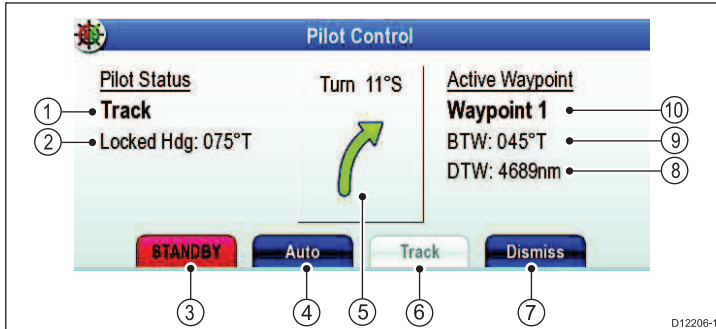 Pilot Control
Pilot Status
Turn 11°S
Active Waypoint
1
Track
Waypoint 1
10
2
Locked Hdg: 075°T
BTW: 045°T
9
DTW: 4689nm
8
STANDBY
Auto
Track
Dismiss
3
4
5
6
7
D12206-1